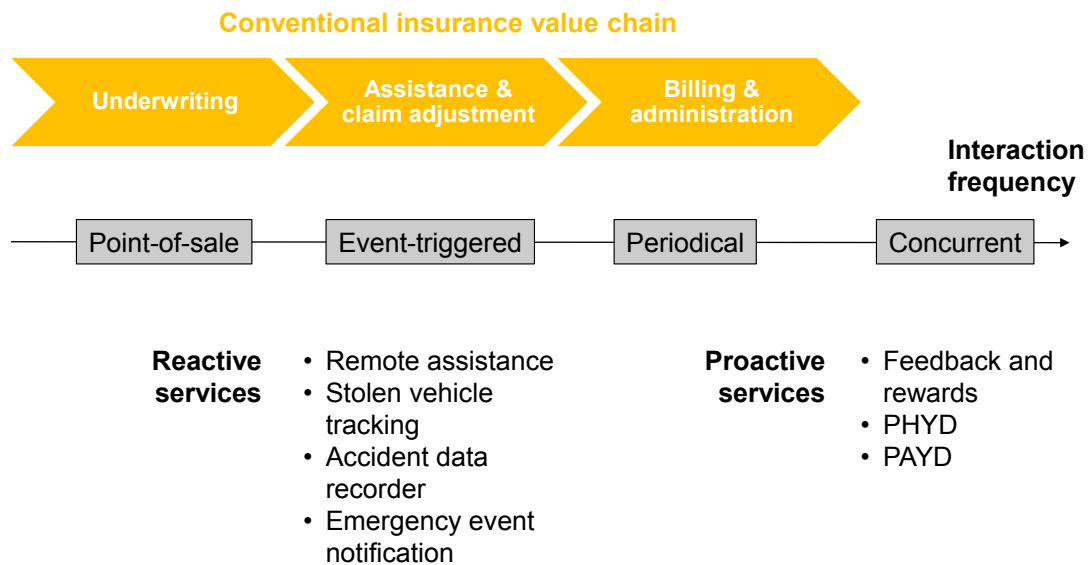 Conventional insurance value chain
Underwriting
Assistance &
claim adjustment
Billing &
administration
Interaction
frequency
Point-of-sale
Event-triggered
Periodical
Concurrent
Reactive
services
• Remote assistance
• Stolen vehicle
tracking
• Accident data
recorder
• Emergency event
notification
Proactive
services
• Feedback and
rewards
• PHYD
• PAYD